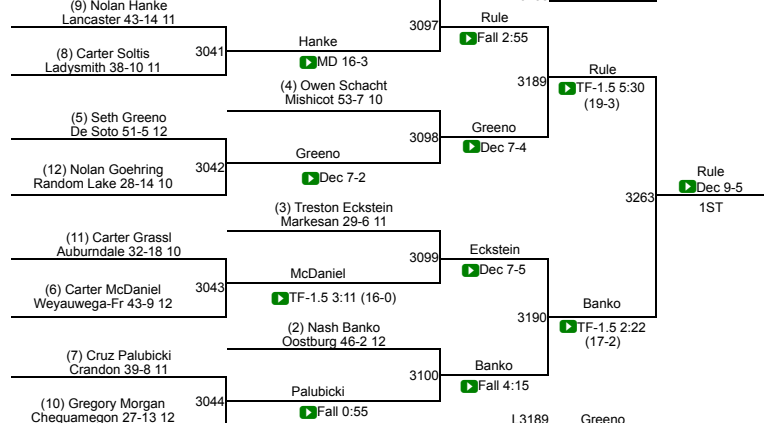 (9) Nolan Hanke
Lancaster 43-14 11
3041
(8) Carter Soltis
Ladysmith 38-10 11
Hanke
MD 16-3
3097
Rule
Fall 2:55
(4) Owen Schacht
Mishicot 53-7 10
3189
Rule
TF-1.5 5:30
(19-3)
(5) Seth Greeno
De Soto 51-5 12
3042
(12) Nolan Goehring
Random Lake 28-14 10
Greeno
Dec 7-2
3098
Greeno
Dec 7-4
3263
Rule
Dec 9-5
1ST
(3) Treston Eckstein
Markesan 29-6 11
(11) Carter Grassl
Auburndale 32-18 10
3043
(6) Carter McDaniel
Weyauwega-Fr 43-9 12
McDaniel
TF-1.5 3:11 (16-0)
3099
Eckstein
Dec 7-5
3190
Banko
TF-1.5 2:22
(17-2)
(2) Nash Banko
Oostburg 46-2 12
(7) Cruz Palubicki
Crandon 39-8 11
3044
(10) Gregory Morgan
Chequamegon 27-13 12
Palubicki
Fall 0:55
3100
Banko
Fall 4:15
L3189
Greeno